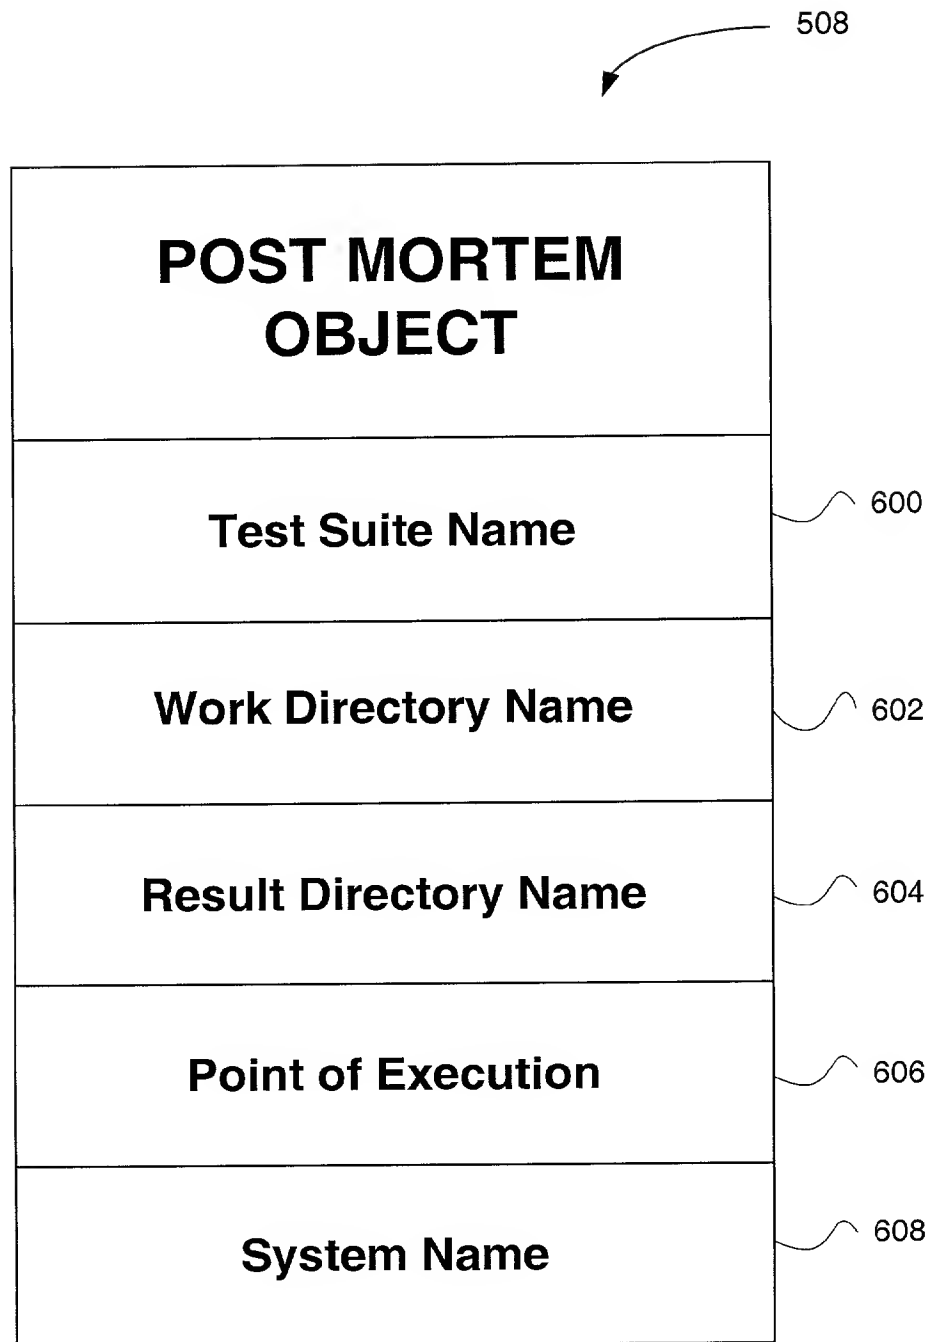 508
POST MORTEM
OBJECT
Test Suite Name
600
Work Directory Name
602
Result Directory Name
604
Point of Execution
606
System Name
608